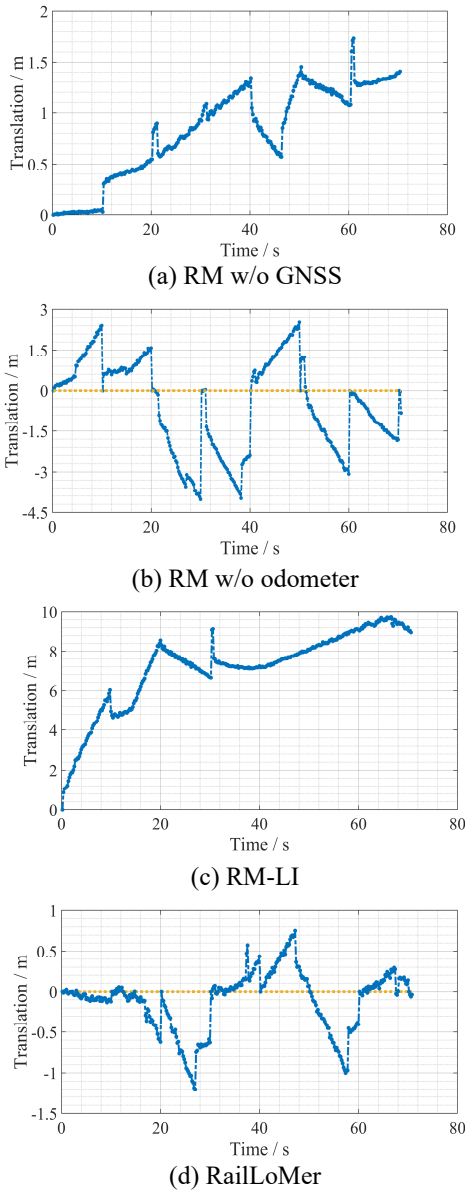 2
1.5
1
0.5
0
Translation / m
0 20 40 60 80
Time / s
(a) RM w/o GNSS
3
1.5
0
-1.5
-3
-4.5
Translation / m
0 20 40 60 80
Time / s
(b) RM w/o odometer
10
8
6
4
2
0
Translation / m
0 20 40 60 80
Time / s
(c) RM-LI
1
0.5
0
-0.5
-1
-1.5
Translation / m
0 20 40 60 80
Time / s
(d) RailLoMer